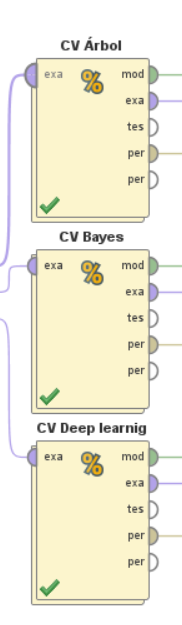 CV Árbol
exa mod
exa
tes
per
per
CV Bayes
exa mod
exa
tes
per
per
CV Deep learnig
exa mod
exa
tes
per
per